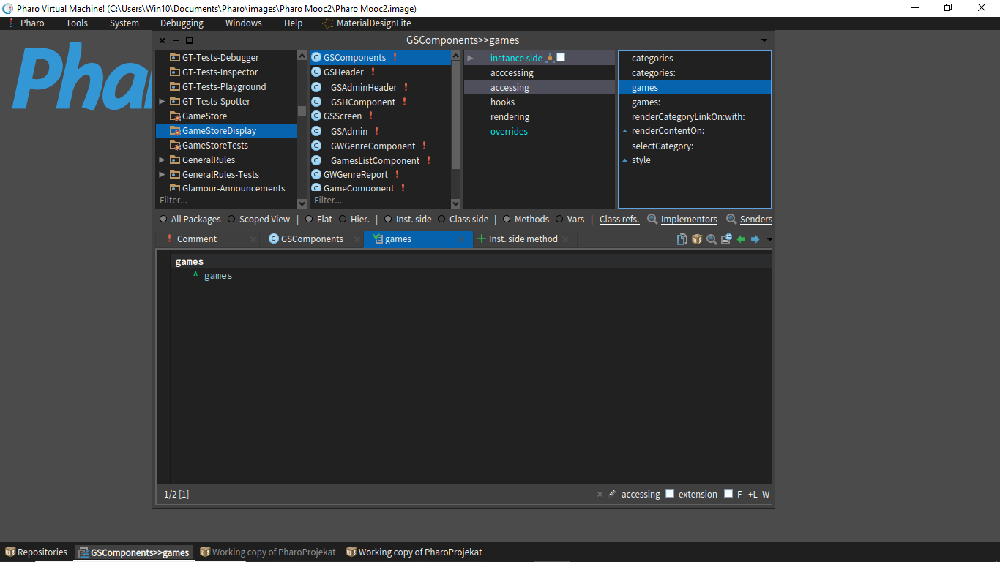 Pharo Virtual Machine! (C:\Users\Win10\Documents\Pharo\images\Pharo Mooc2\Pharo Mooc2.image)
Pharo Tools System Debugging Windows Help MaterialDesignLite
GSComponents>>games
GT-Tests-Debugger
GT-Tests-Inspector
GT-Tests-Playground
GT-Tests-Spotter
GameStore
GameStoreDisplay
GameStoreTests
GeneralRules
GeneralRules-Tests
Glamour-Announcements
Filter...
GSComponents !
GSHeader !
GSAdminHeader !
GSHComponent !
GSScreen !
GSAdmin !
GWGenreComponent !
GamesListComponent !
GWGenreReport !
GameComponent !
Filter...
instance side
acccessing
accessing
hooks
rendering
overrides
categories
categories:
games
games:
renderCategoryLinkOn:with:
renderContentOn:
selectCategory:
style
All Packages Scoped View | Flat Hier. | Inst. side Class side | Methods Vars Class refs. Implementors Senders
! Comment GSComponents games Inst. side method
games
^ games
1/2 [1] accessing extension F +L W
Repositories GSComponents>>games Working copy of PharoProjekat Working copy of PharoProjekat